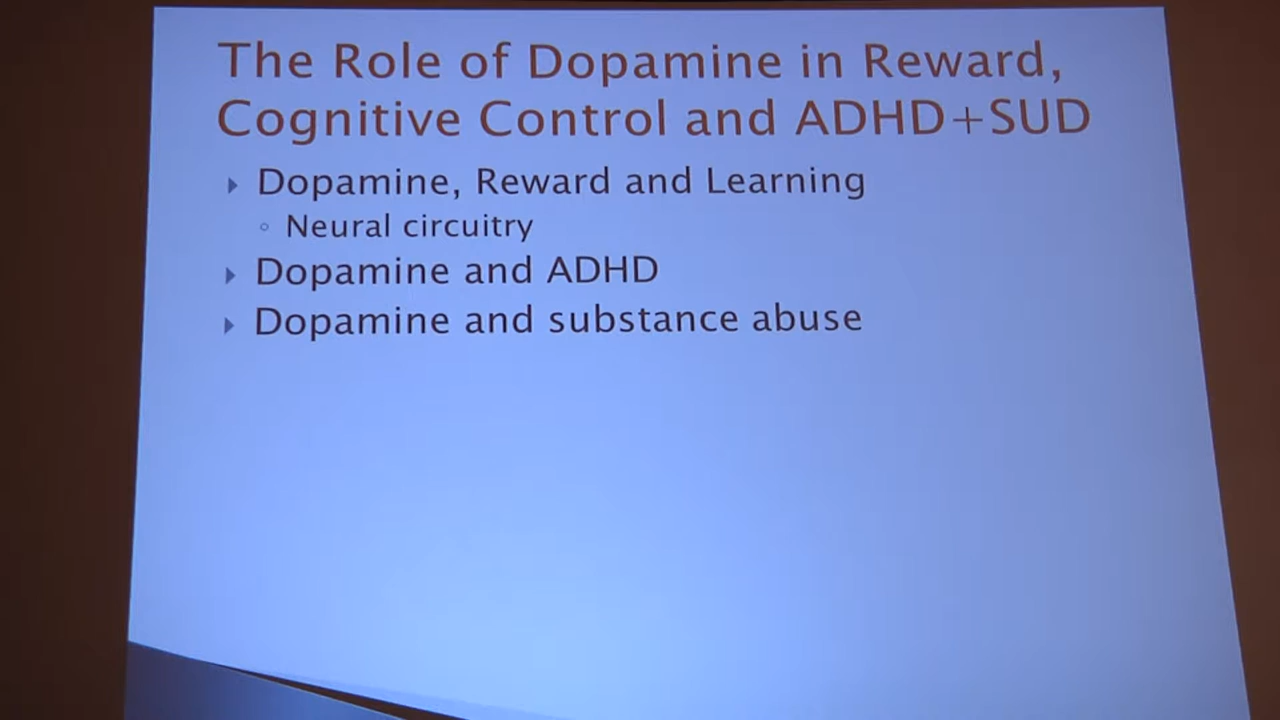 The Role of Dopamine in Reward,
Cognitive Control and ADHD+SUD
Dopamine, Reward and Learning
Neural circuitry
Dopamine and ADHD
Dopamine and substance abuse